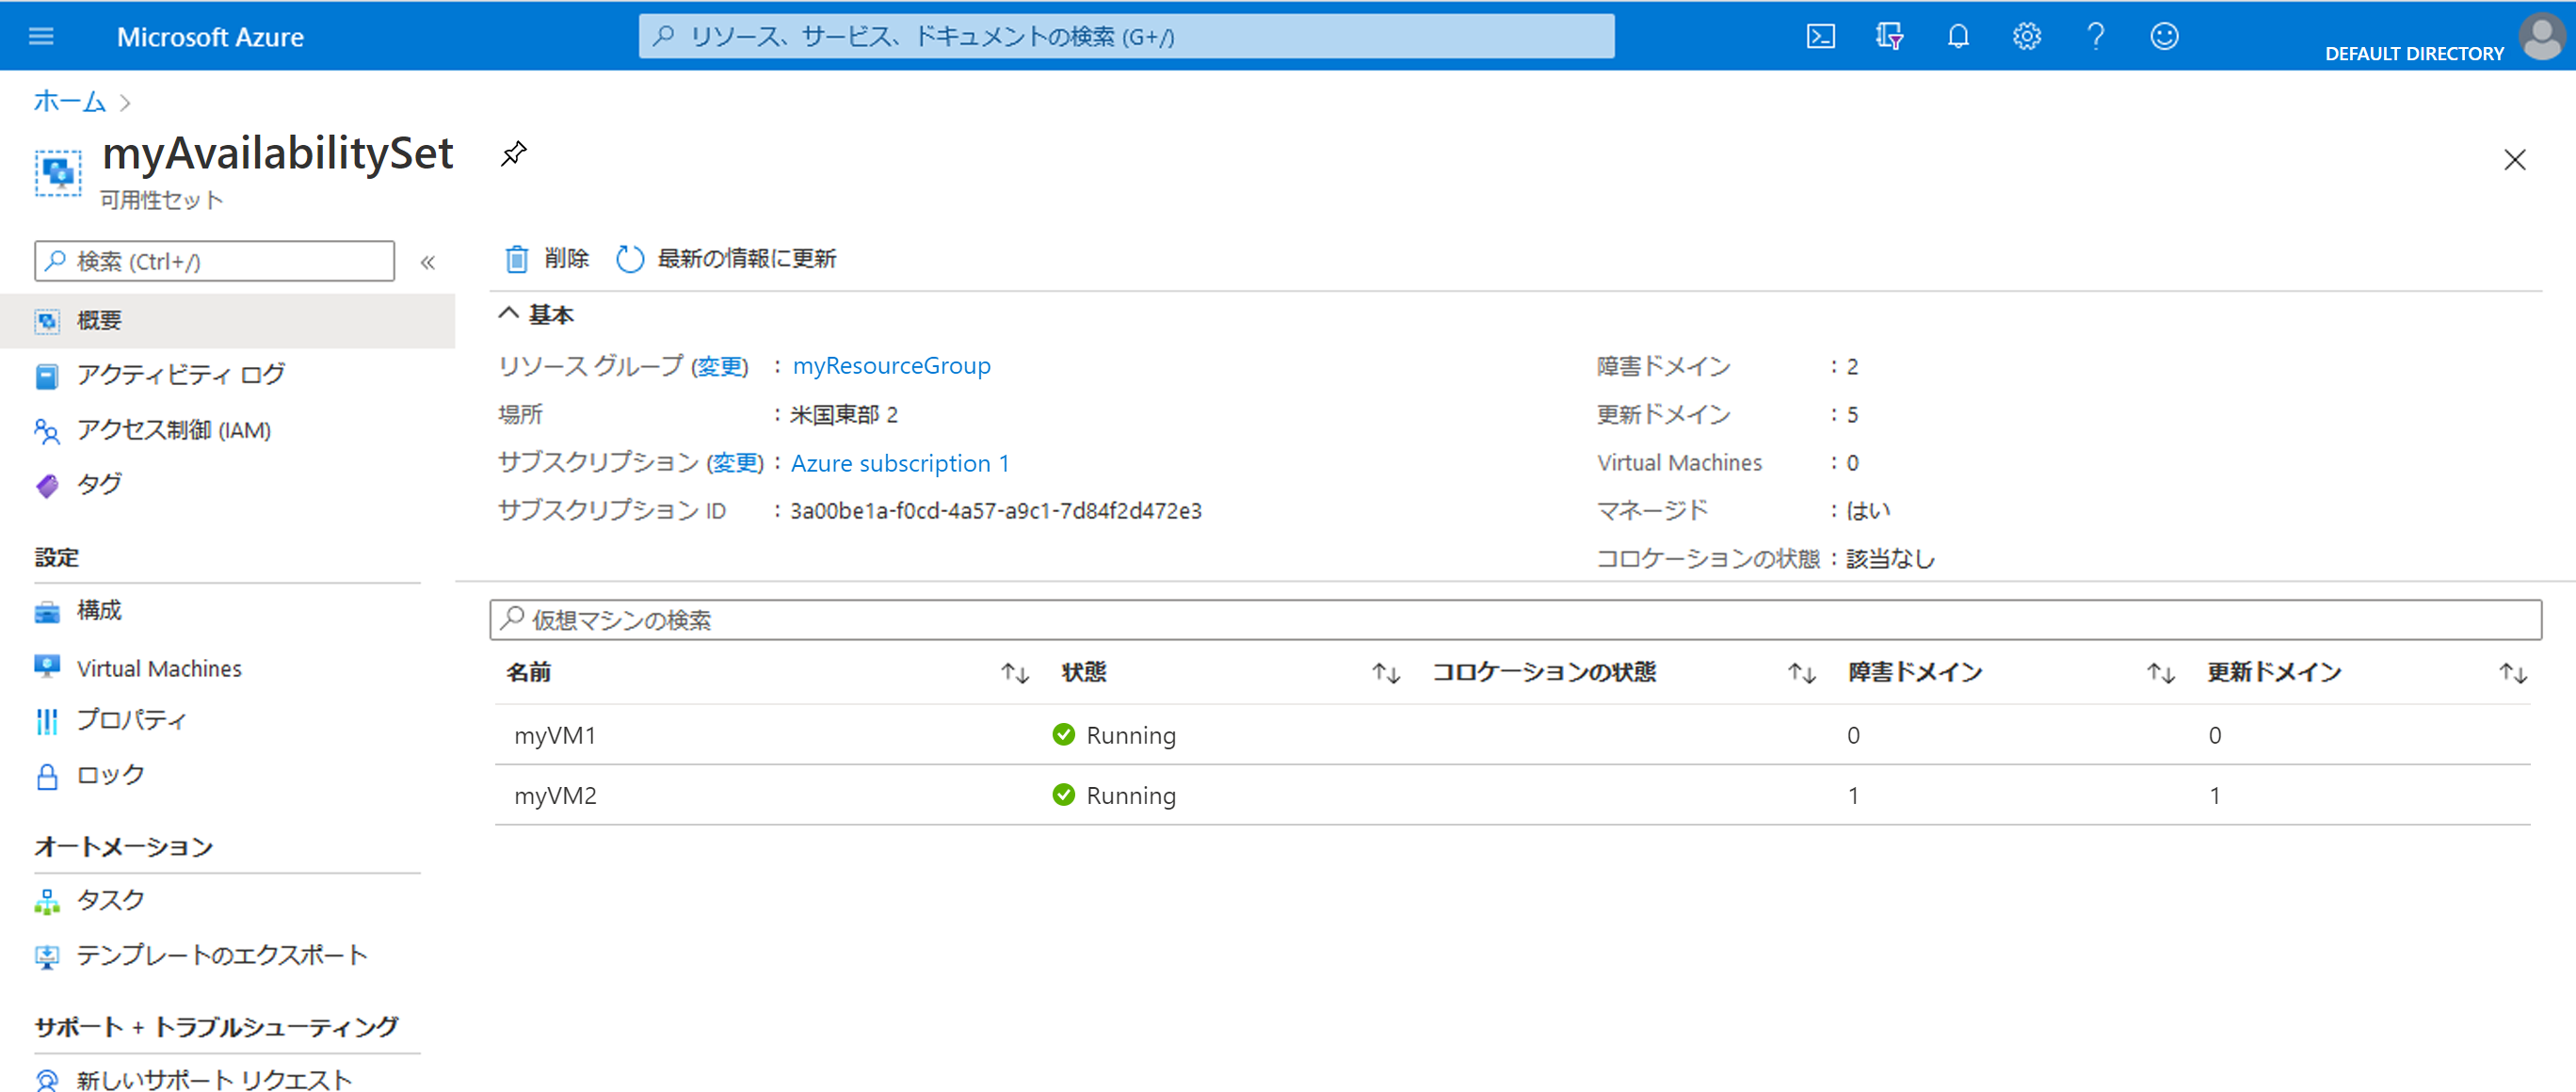 Microsoft Azure
リソース、サービス、ドキュメントの検索 (G+/)
DEFAULT DIRECTORY
ホーム
myAvailabilitySet
可用性セット
検索 (Ctrl+/)
概要
アクティビティ ログ
アクセス制御 (IAM)
タグ
設定
構成
Virtual Machines
プロパティ
ロック
オートメーション
タスク
テンプレートのエクスポート
サポート + トラブルシューティング
新しいサポート リクエスト
削除 最新の情報に更新
基本
リソース グループ (変更) : myResourceGroup
場所 : 米国東部 2
サブスクリプション (変更) : Azure subscription 1
サブスクリプション ID : 3a00be1a-f0cd-4a57-a9c1-7d84f2d472e3
障害ドメイン : 2
更新ドメイン : 5
Virtual Machines : 0
マネージド : はい
コロケーションの状態 : 該当なし
仮想マシンの検索
名前 状態 コロケーションの状態 障害ドメイン 更新ドメイン
myVM1 Running 0 0
myVM2 Running 1 1